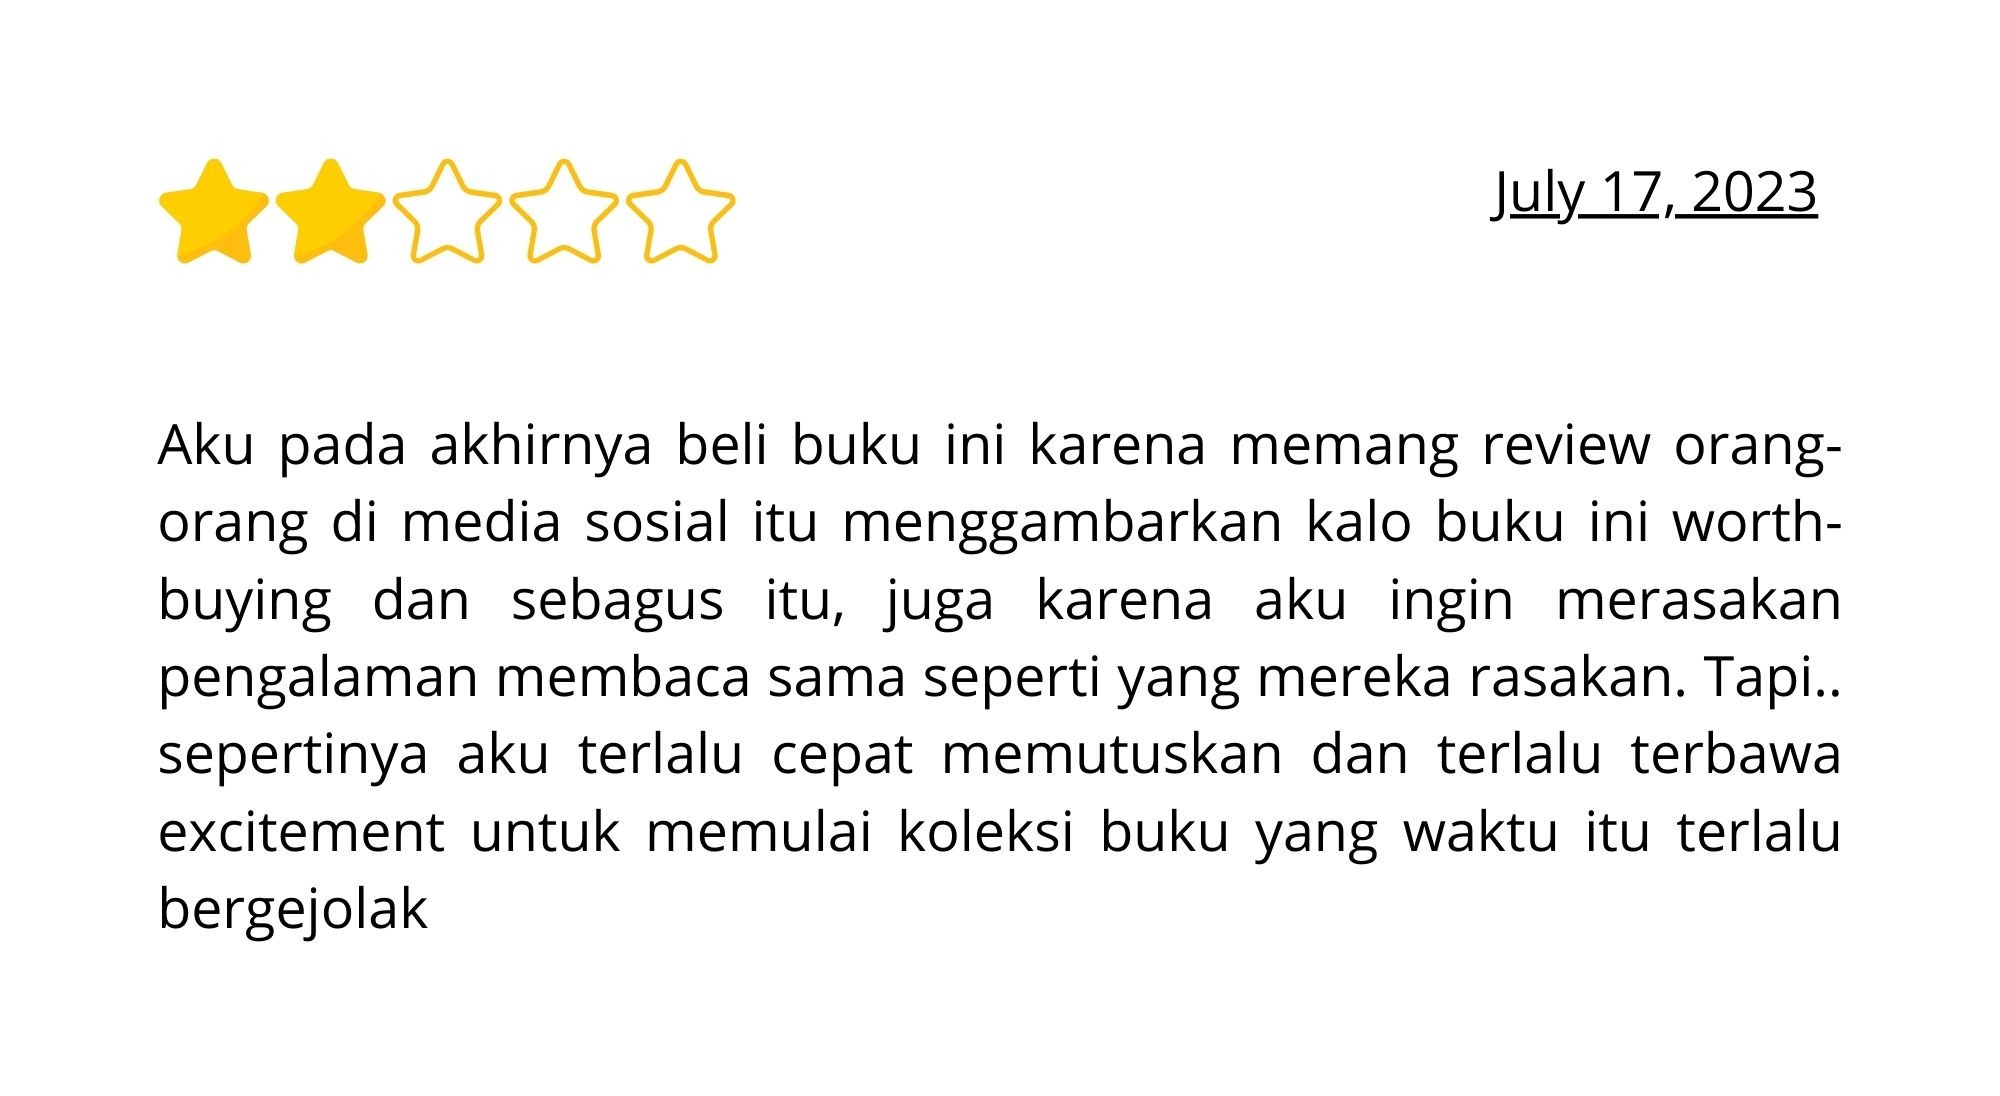 July 17, 2023
Aku pada akhirnya beli buku ini karena memang review orang-
orang di media sosial itu menggambarkan kalo buku ini worth-
buying dan sebagus itu, juga karena aku ingin merasakan
pengalaman membaca sama seperti yang mereka rasakan. Tapi..
sepertinya aku terlalu cepat memutuskan dan terlalu terbawa
excitement untuk memulai koleksi buku yang waktu itu terlalu
bergejolak